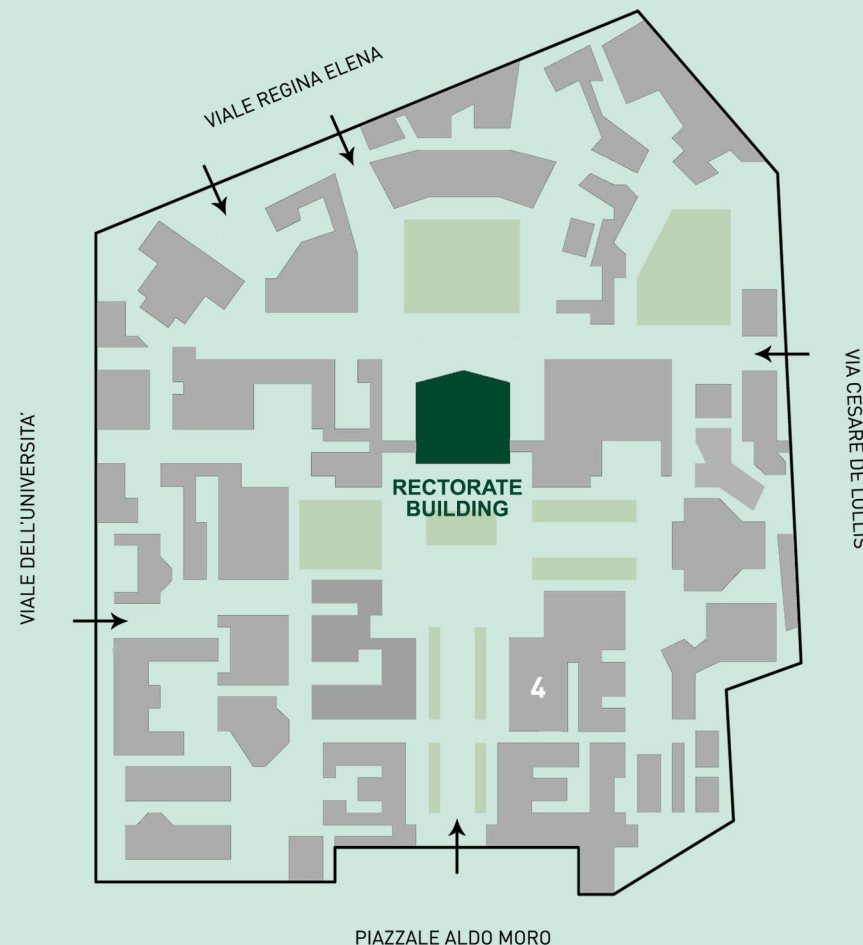 VIALE REGINA ELENA
VIA CESARE DE LOLLIS
VIALE DELL'UNIVERSITA'
RECTORATE
BUILDING
4
PIAZZALE ALDO MORO